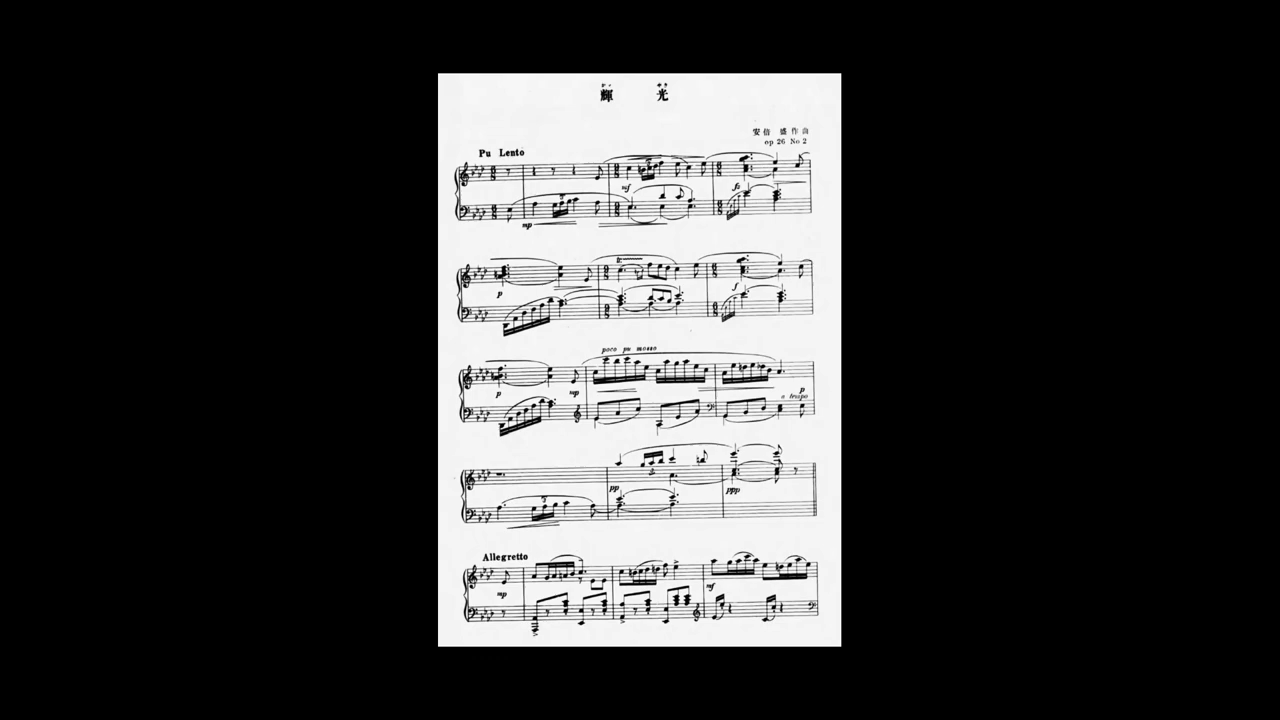 輝 光
安倍 盛 作曲
op 26 No 2
Pu Lento
mf
fz
mp
p
f
poco pu mosso
p
mp
p
a tempo
pp
ppp
Allegretto
mp
mf